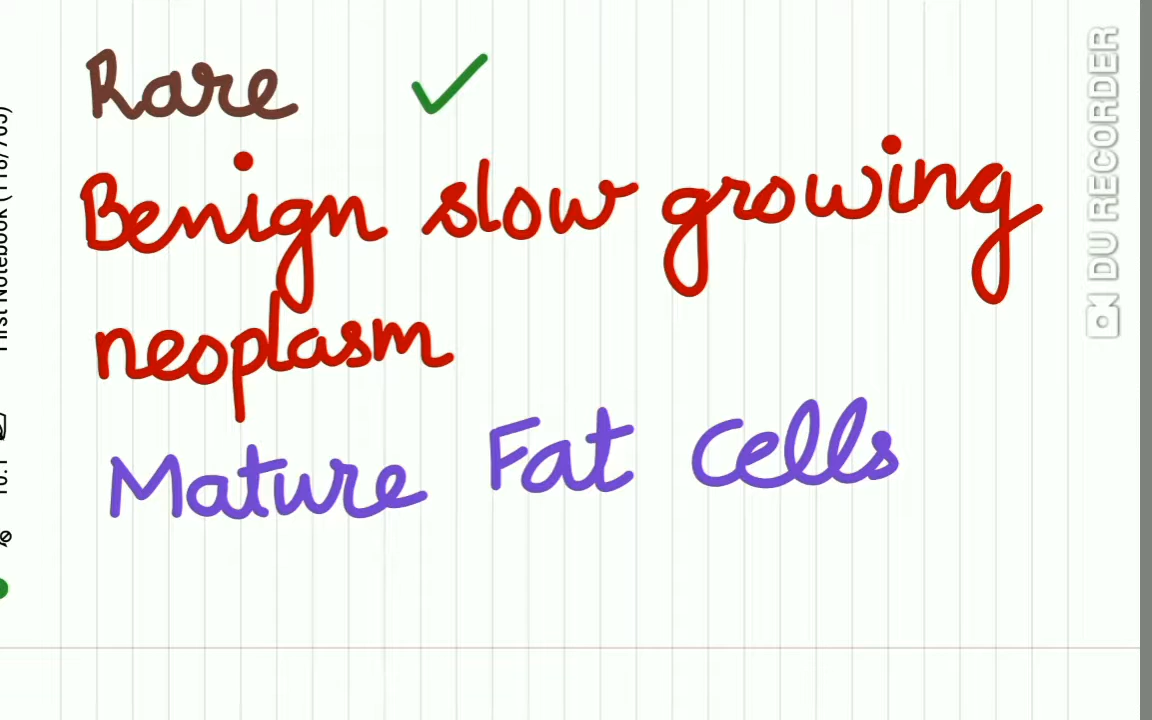 Rare ✓
Benign slow growing
neoplasm
Mature Fat Cells
DU RECORDER